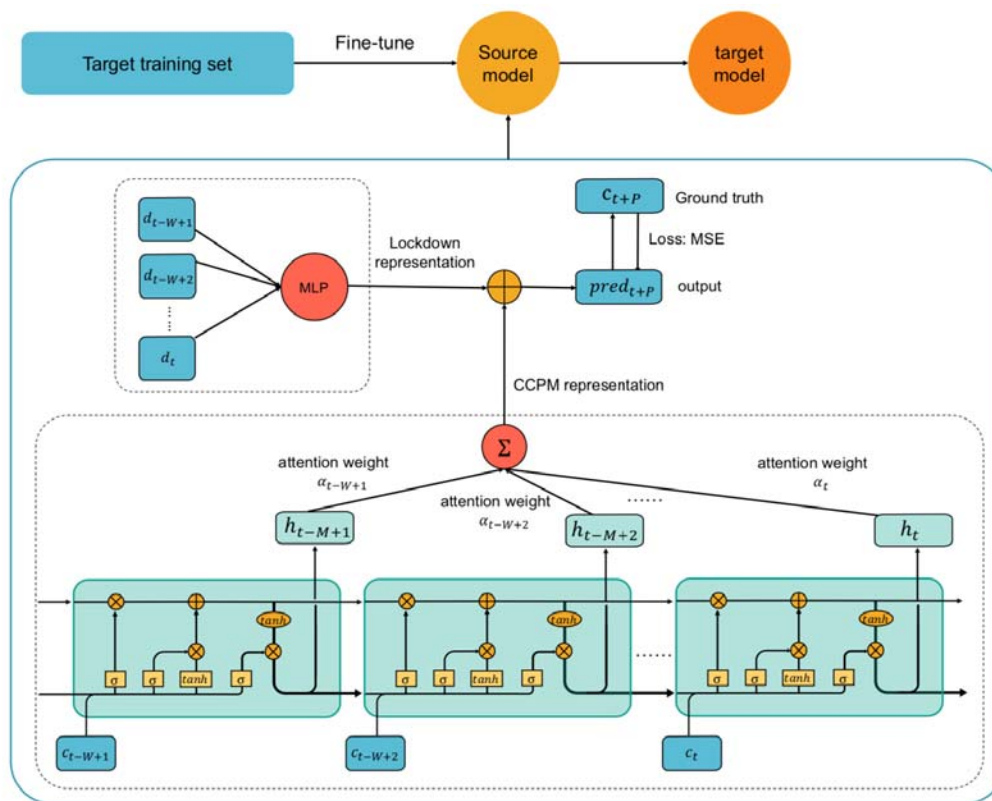 Target training set
Fine-tune
Source
model
target
model
d_{t-W+1}
d_{t-W+2}
......
d_t
MLP
Lockdown
representation
c_{t+P}
Ground truth
Loss: MSE
pred_{t+P}
output
CCPM representation
Σ
attention weight
α_{t-W+1}
attention weight
α_{t-W+2}
......
attention weight
α_t
h_{t-M+1}
h_{t-M+2}
h_t
tanh
σ
σ
tanh
σ
tanh
σ
σ
tanh
σ
......
tanh
σ
σ
tanh
σ
c_{t-W+1}
c_{t-W+2}
c_t